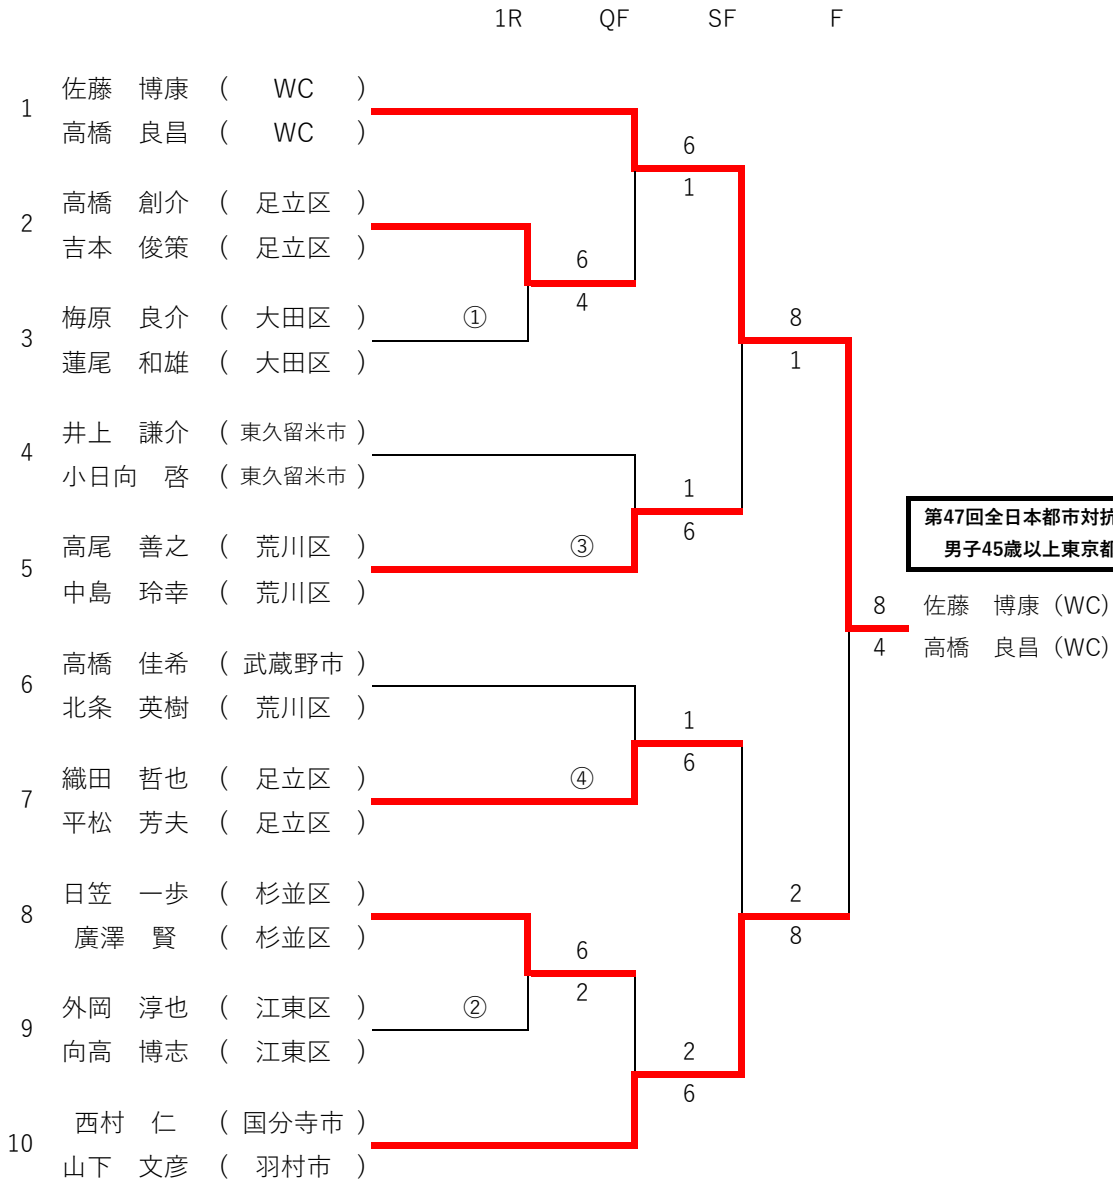 1R QF SF F
佐藤 博康 ( WC )
1
高橋 良昌 ( WC )
6
1
高橋 創介 ( 足立区 )
2
吉本 俊策 ( 足立区 )
6
4
梅原 良介 ( 大田区 ) ①
3
蓮尾 和雄 ( 大田区 )
8
1
井上 謙介 ( 東久留米市 )
4
小日向 啓 ( 東久留米市 )
1
6
高尾 善之 ( 荒川区 ) ③
5
中島 玲幸 ( 荒川区 )
第47回全日本都市対抗
男子45歳以上東京都
8 佐藤 博康(WC)
4 高橋 良昌(WC)
高橋 佳希 ( 武蔵野市 )
6
北条 英樹 ( 荒川区 )
1
6
織田 哲也 ( 足立区 ) ④
7
平松 芳夫 ( 足立区 )
日笠 一歩 ( 杉並区 )
8
廣澤 賢 ( 杉並区 )
2
8
6
2
外岡 淳也 ( 江東区 ) ②
9
向高 博志 ( 江東区 )
2
6
西村 仁 ( 国分寺市 )
10
山下 文彦 ( 羽村市 )